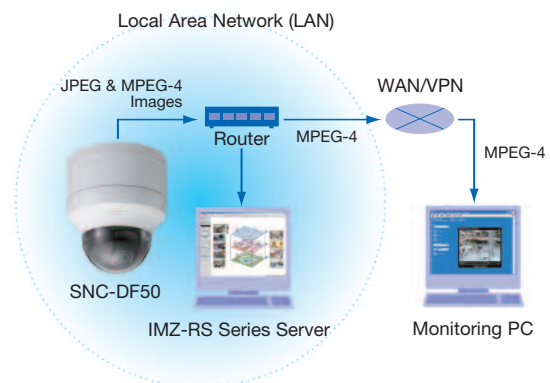 Local Area Network (LAN)
JPEG & MPEG-4
Images
Router
MPEG-4
WAN/VPN
MPEG-4
SNC-DF50
IMZ-RS Series Server
Monitoring PC